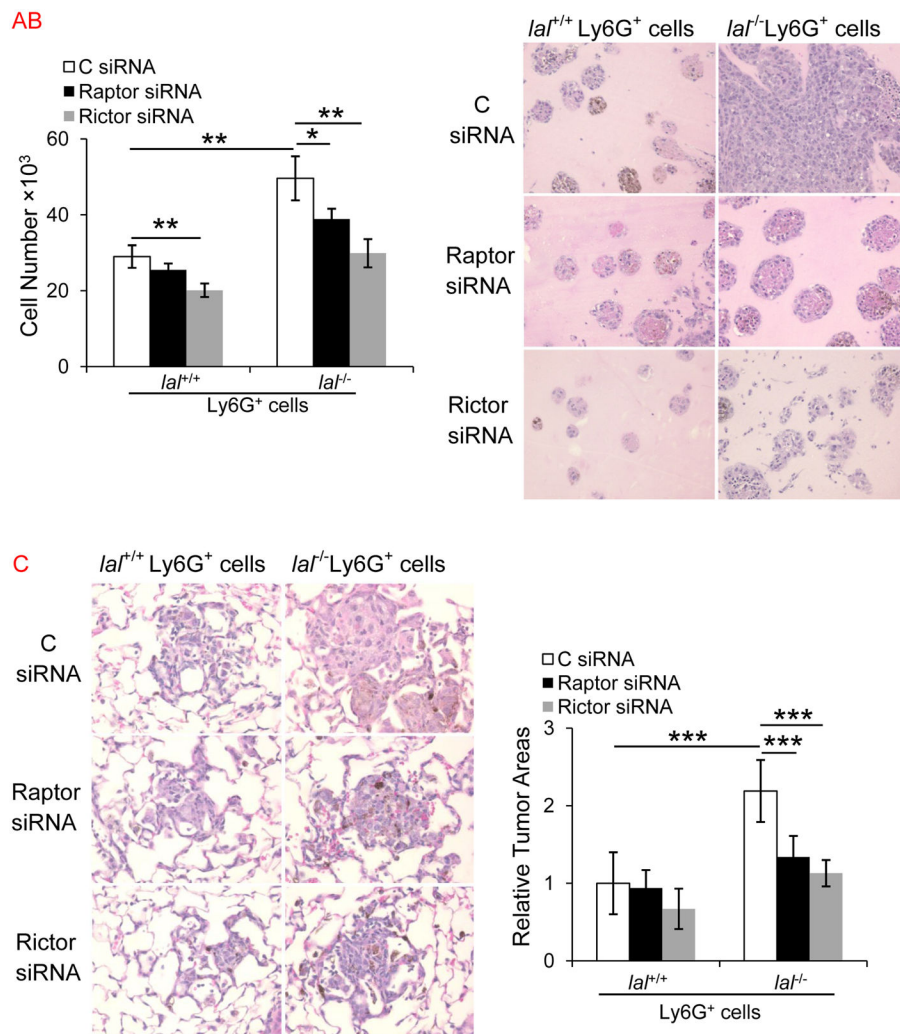 AB
C siRNA
Raptor siRNA
Rictor siRNA
Cell Number ×10³
60
40
20
0
**
**
*
**
lal+/+
lal-/-
Ly6G+ cells
lal+/+ Ly6G+ cells
lal-/-Ly6G+ cells
C
siRNA
Raptor
siRNA
Rictor
siRNA
C
lal+/+ Ly6G+ cells
lal-/-Ly6G+ cells
C
siRNA
Raptor
siRNA
Rictor
siRNA
C siRNA
Raptor siRNA
Rictor siRNA
Relative Tumor Areas
3
2
1
0
***
***
***
lal+/+
lal-/-
Ly6G+ cells